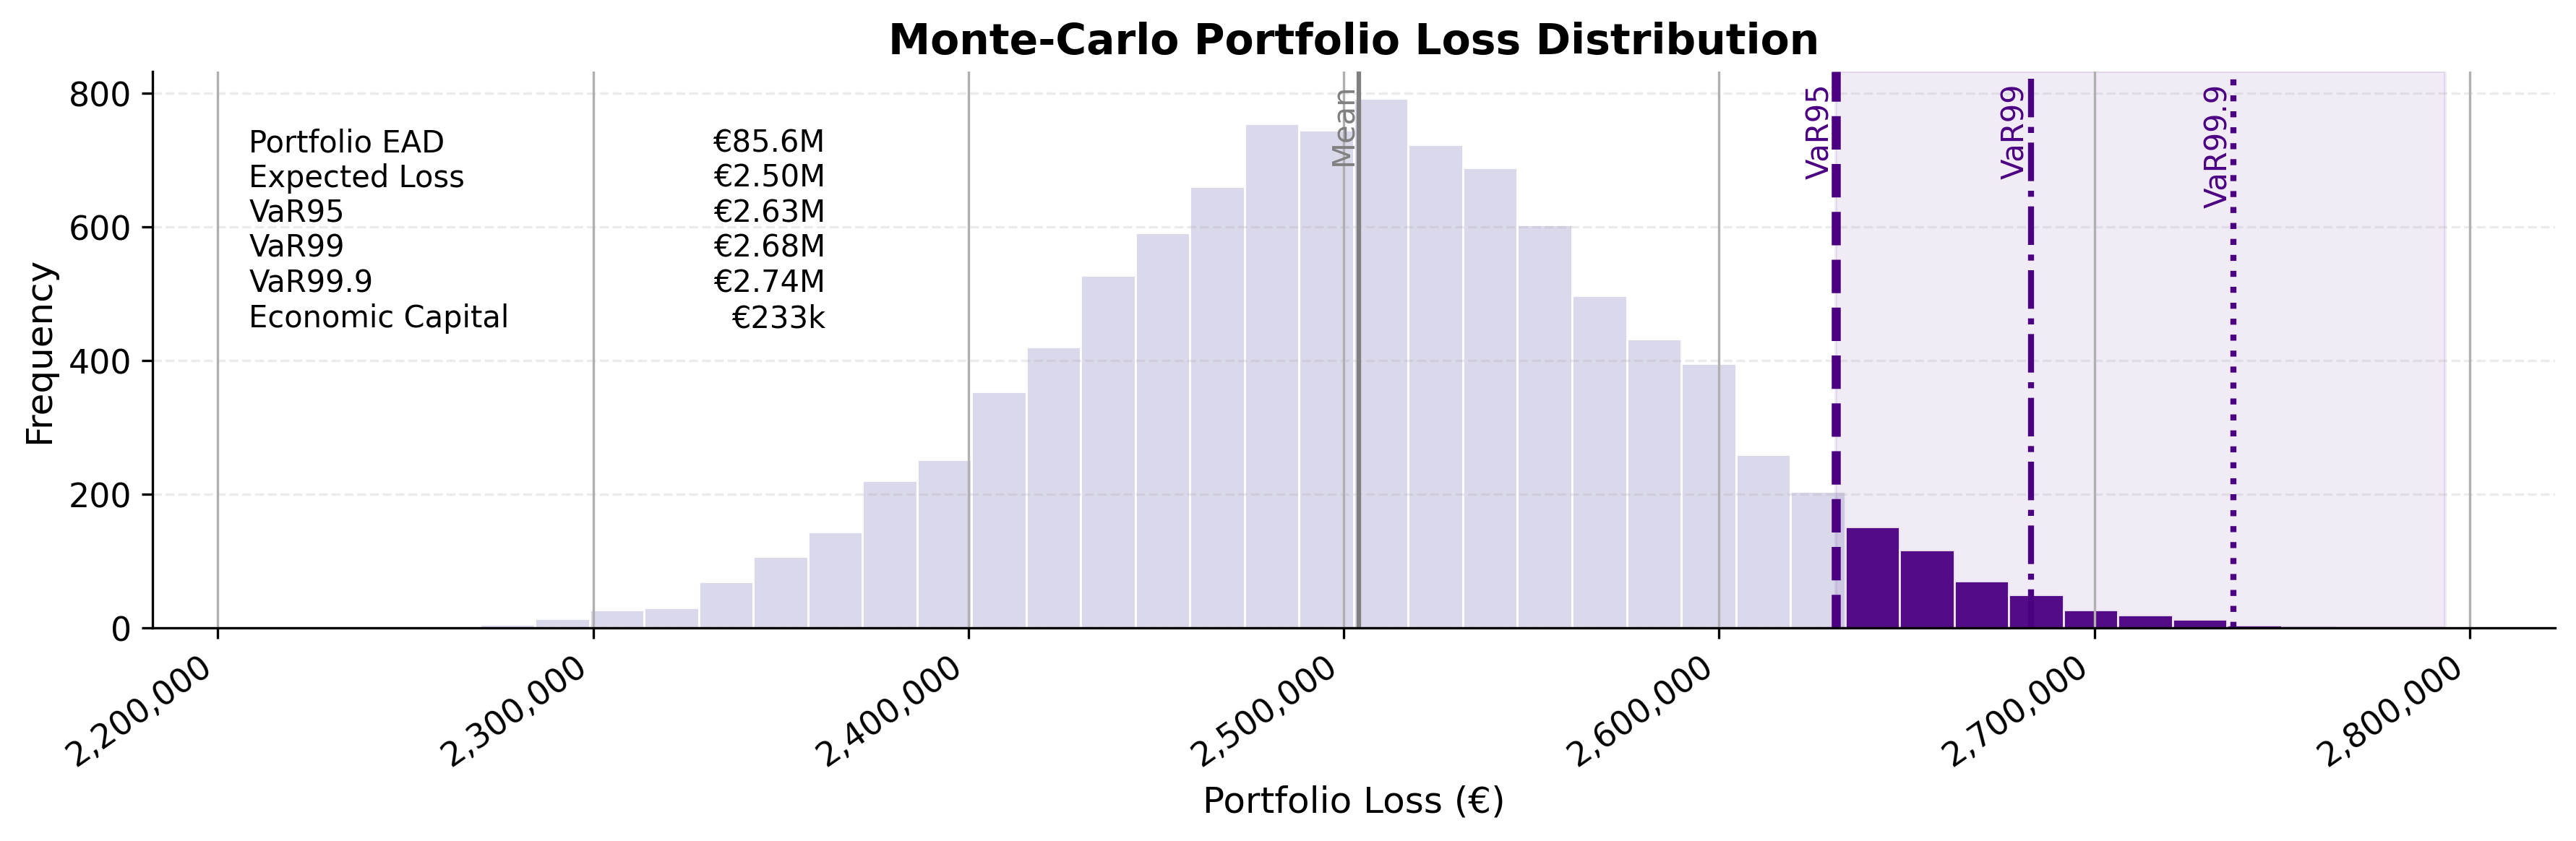 Monte-Carlo Portfolio Loss Distribution
Frequency
800
600
400
200
0
Portfolio EAD €85.6M
Expected Loss €2.50M
VaR95 €2.63M
VaR99 €2.68M
VaR99.9 €2.74M
Economic Capital €233k
Mean
VaR95
VaR99
VaR99.9
2,200,000
2,300,000
2,400,000
2,500,000
2,600,000
2,700,000
2,800,000
Portfolio Loss (€)